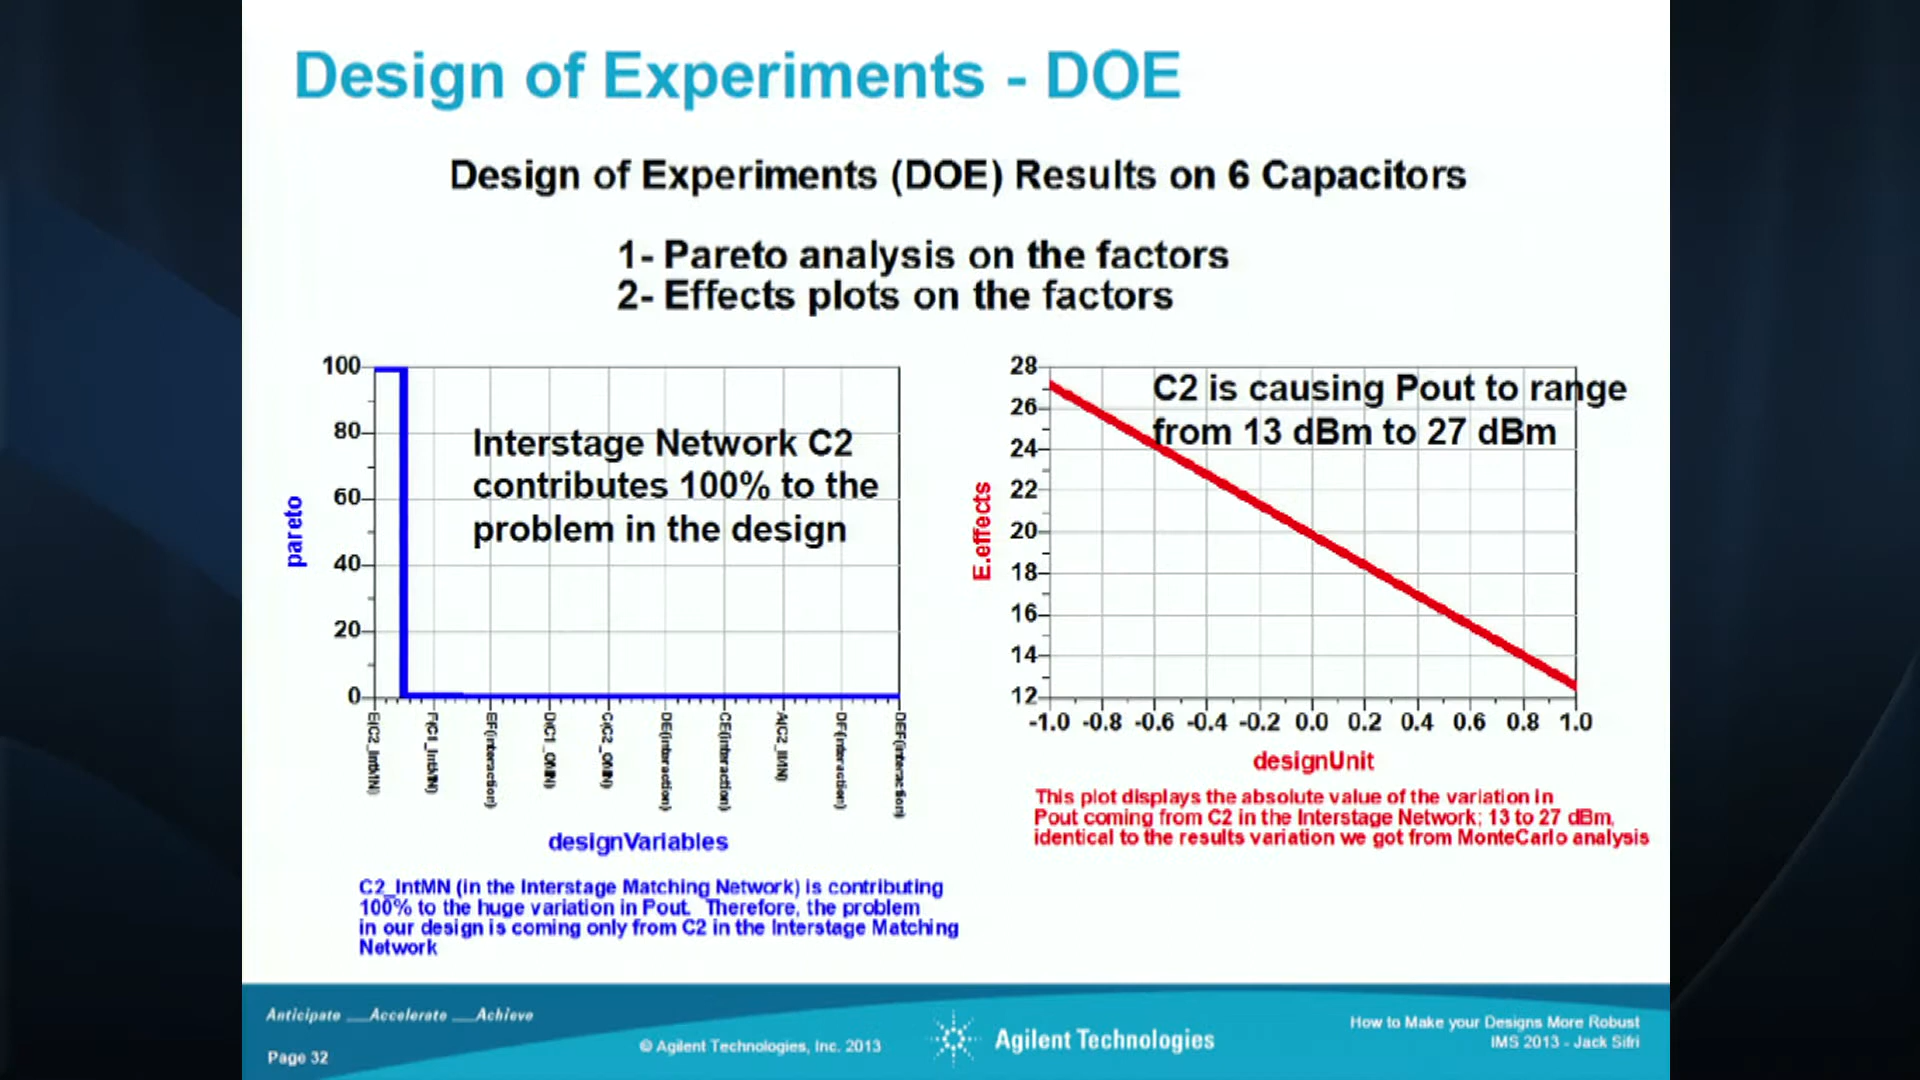 Design of Experiments - DOE
Design of Experiments (DOE) Results on 6 Capacitors
1- Pareto analysis on the factors
2- Effects plots on the factors
100
80
60
40
20
0
pareto
Interstage Network C2
contributes 100% to the
problem in the design
E(C2_IntMN)
F(C1_IntMN)
EF(interaction)
D(C1_OMN)
C(C2_OMN)
DE(interaction)
CE(interaction)
A(C2_IMN)
DF(interaction)
DEF(interaction)
designVariables
C2_IntMN (in the Interstage Matching Network) is contributing
100% to the huge variation in Pout. Therefore, the problem
in our design is coming only from C2 in the Interstage Matching
Network
28
26
24
22
20
18
16
14
12
E.effects
C2 is causing Pout to range
from 13 dBm to 27 dBm
-1.0 -0.8 -0.6 -0.4 -0.2 0.0 0.2 0.4 0.6 0.8 1.0
designUnit
This plot displays the absolute value of the variation in
Pout coming from C2 in the Interstage Network; 13 to 27 dBm,
identical to the results variation we got from MonteCarlo analysis
Anticipate __Accelerate __Achieve
Page 32
© Agilent Technologies, Inc. 2013
Agilent Technologies
How to Make your Designs More Robust
IMS 2013 - Jack Sifri